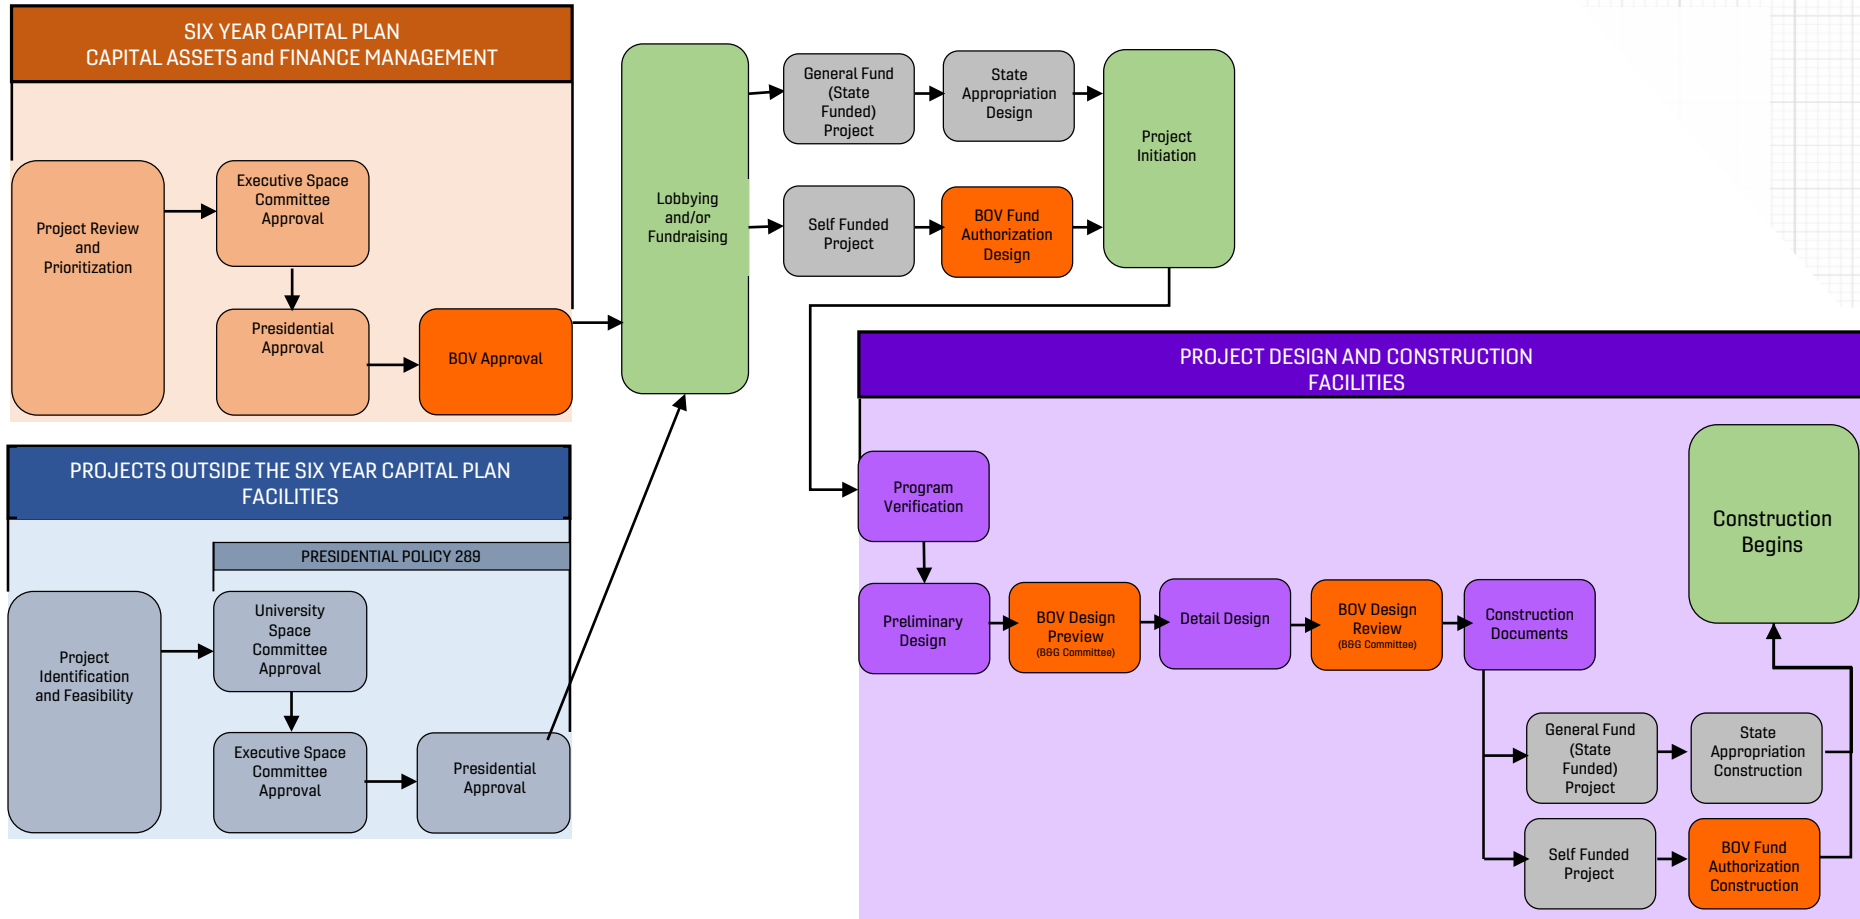 SIX YEAR CAPITAL PLAN
CAPITAL ASSETS and FINANCE MANAGEMENT
Project Review
and
Prioritization
Executive Space
Committee
Approval
Presidential
Approval
BOV Approval
Lobbying
and/or
Fundraising
General Fund
(State
Funded)
Project
State
Appropriation
Design
Self Funded
Project
BOV Fund
Authorization
Design
Project
Initiation
PROJECTS OUTSIDE THE SIX YEAR CAPITAL PLAN
FACILITIES
PRESIDENTIAL POLICY 289
Project
Identification
and Feasibility
University
Space
Committee
Approval
Executive Space
Committee
Approval
Presidential
Approval
PROJECT DESIGN AND CONSTRUCTION
FACILITIES
Program
Verification
Preliminary
Design
BOV Design
Preview
(B&G Committee)
Detail Design
BOV Design
Review
(B&G Committee)
Construction
Documents
General Fund
(State
Funded)
Project
State
Appropriation
Construction
Self Funded
Project
BOV Fund
Authorization
Construction
Construction
Begins